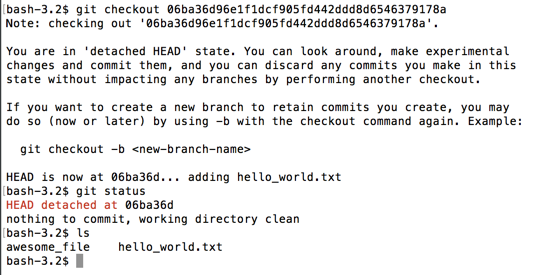 [bash-3.2$ git checkout 06ba36d96e1f1dcf905fd442ddd8d6546379178a
Note: checking out '06ba36d96e1f1dcf905fd442ddd8d6546379178a'.
You are in 'detached HEAD' state. You can look around, make experimental
changes and commit them, and you can discard any commits you make in this
state without impacting any branches by performing another checkout.
If you want to create a new branch to retain commits you create, you may
do so (now or later) by using -b with the checkout command again. Example:
git checkout -b <new-branch-name>
HEAD is now at 06ba36d... adding hello_world.txt
[bash-3.2$ git status
HEAD detached at 06ba36d
nothing to commit, working directory clean
[bash-3.2$ ls
awesome_file    hello_world.txt
bash-3.2$